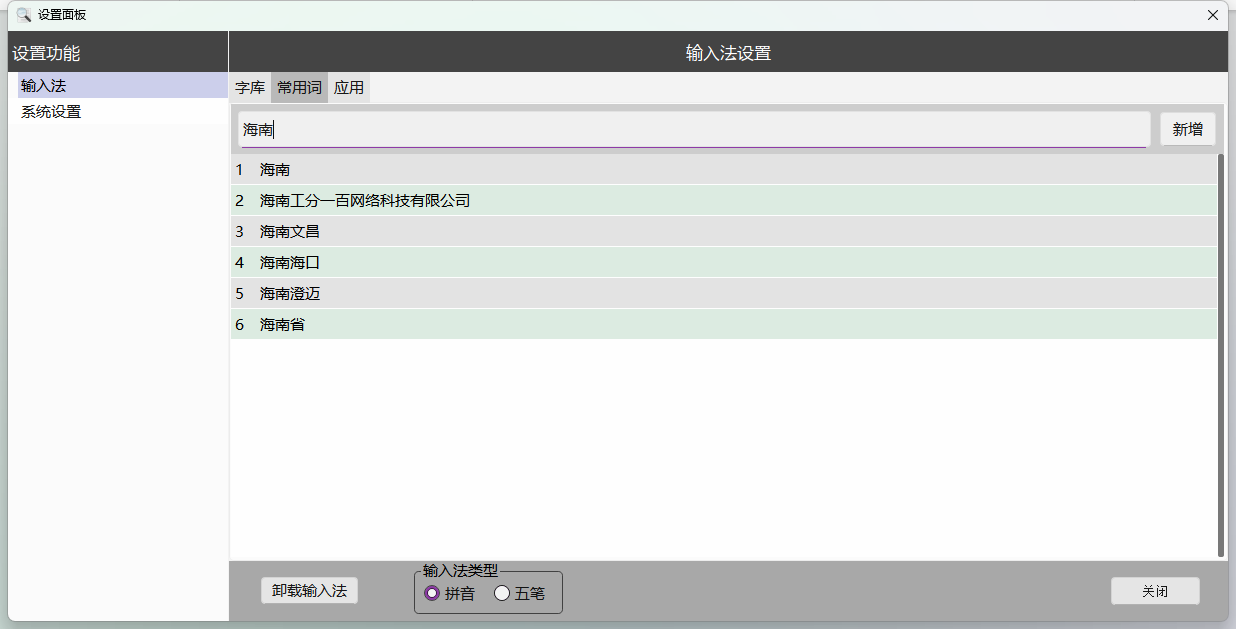 设置面板
设置功能
输入法设置
输入法
系统设置
字库 常用词 应用
海南
新增
1 海南
2 海南工分一百网络科技有限公司
3 海南文昌
4 海南海口
5 海南澄迈
6 海南省
卸载输入法
输入法类型
拼音 五笔
关闭